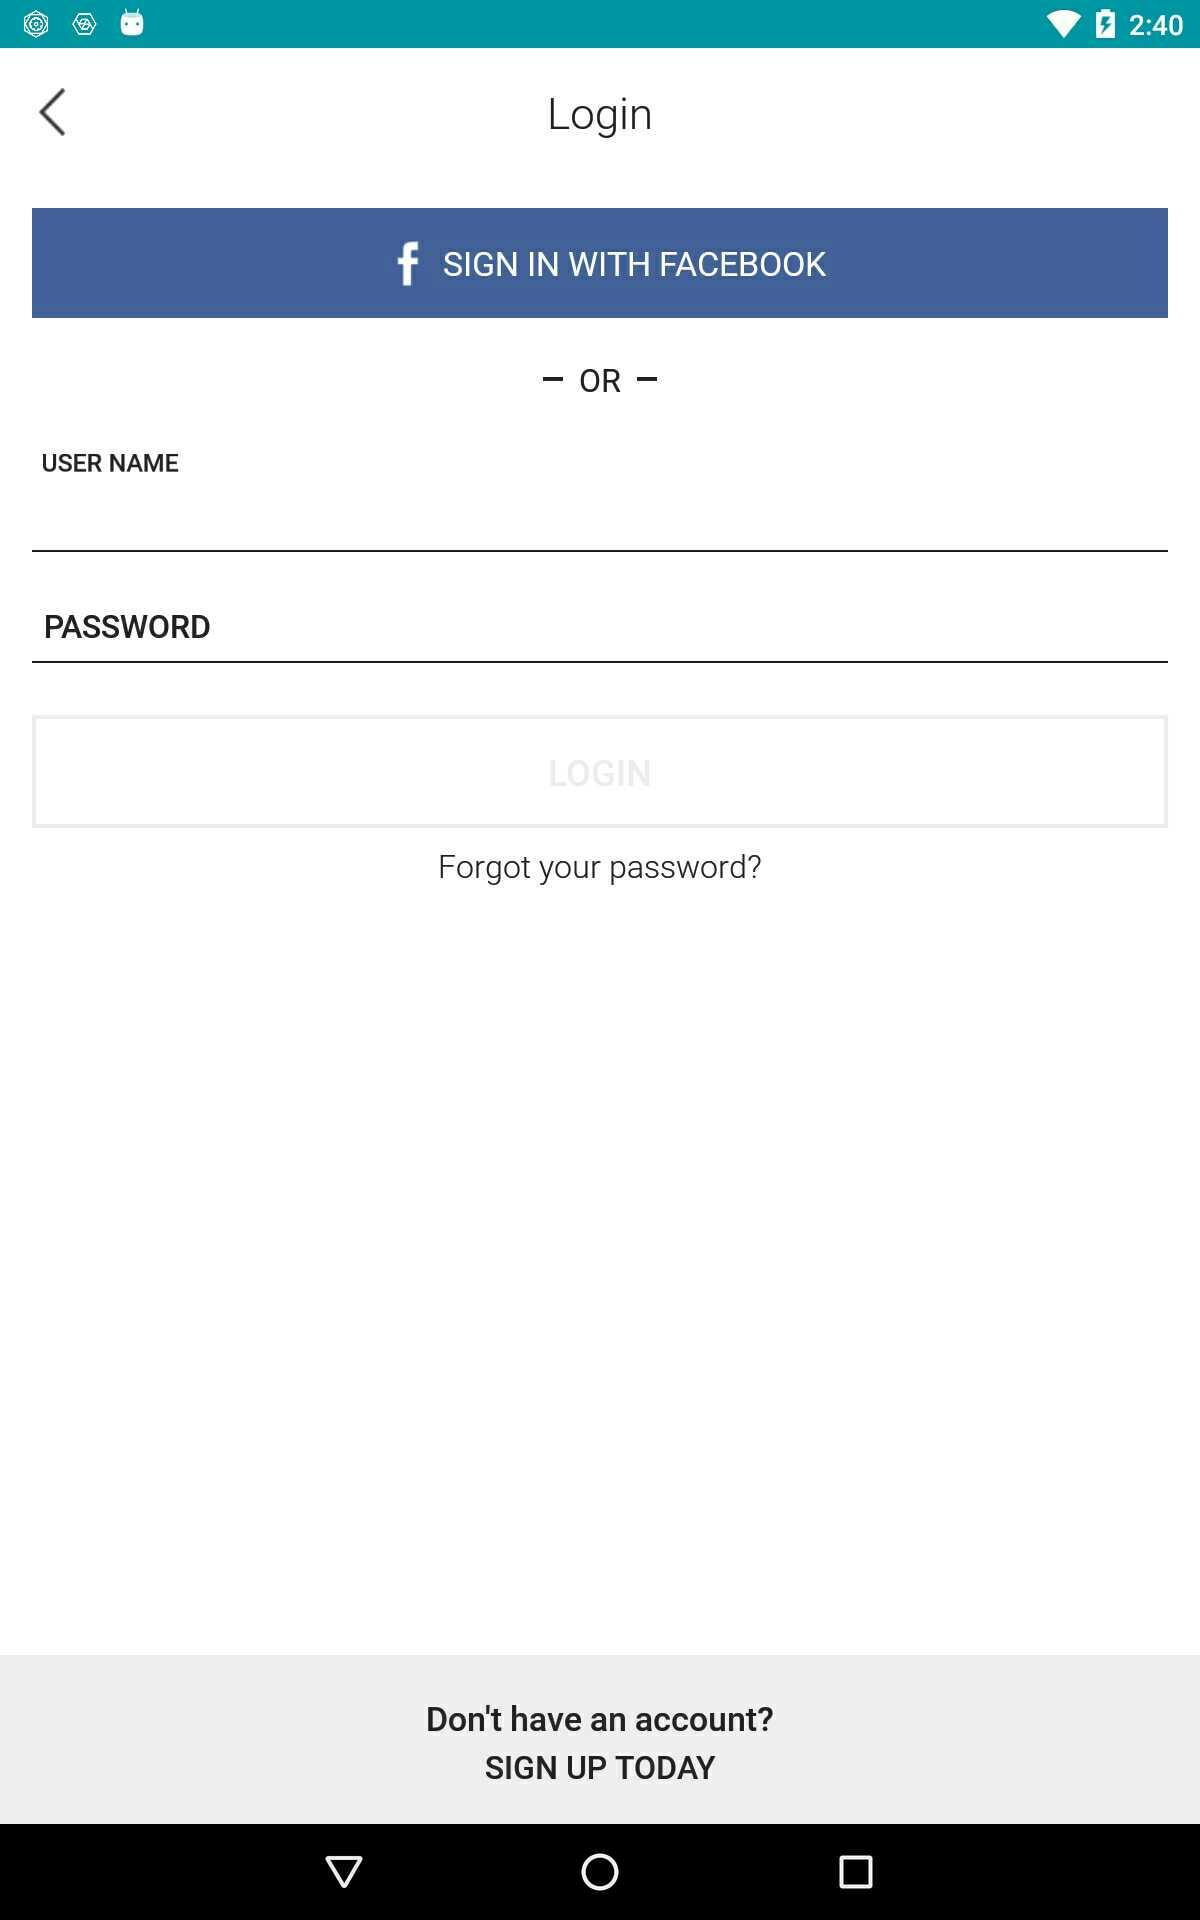 2:40
Login
SIGN IN WITH FACEBOOK
OR
USER NAME
PASSWORD
LOGIN
Forgot your password?
Don't have an account?
SIGN UP TODAY